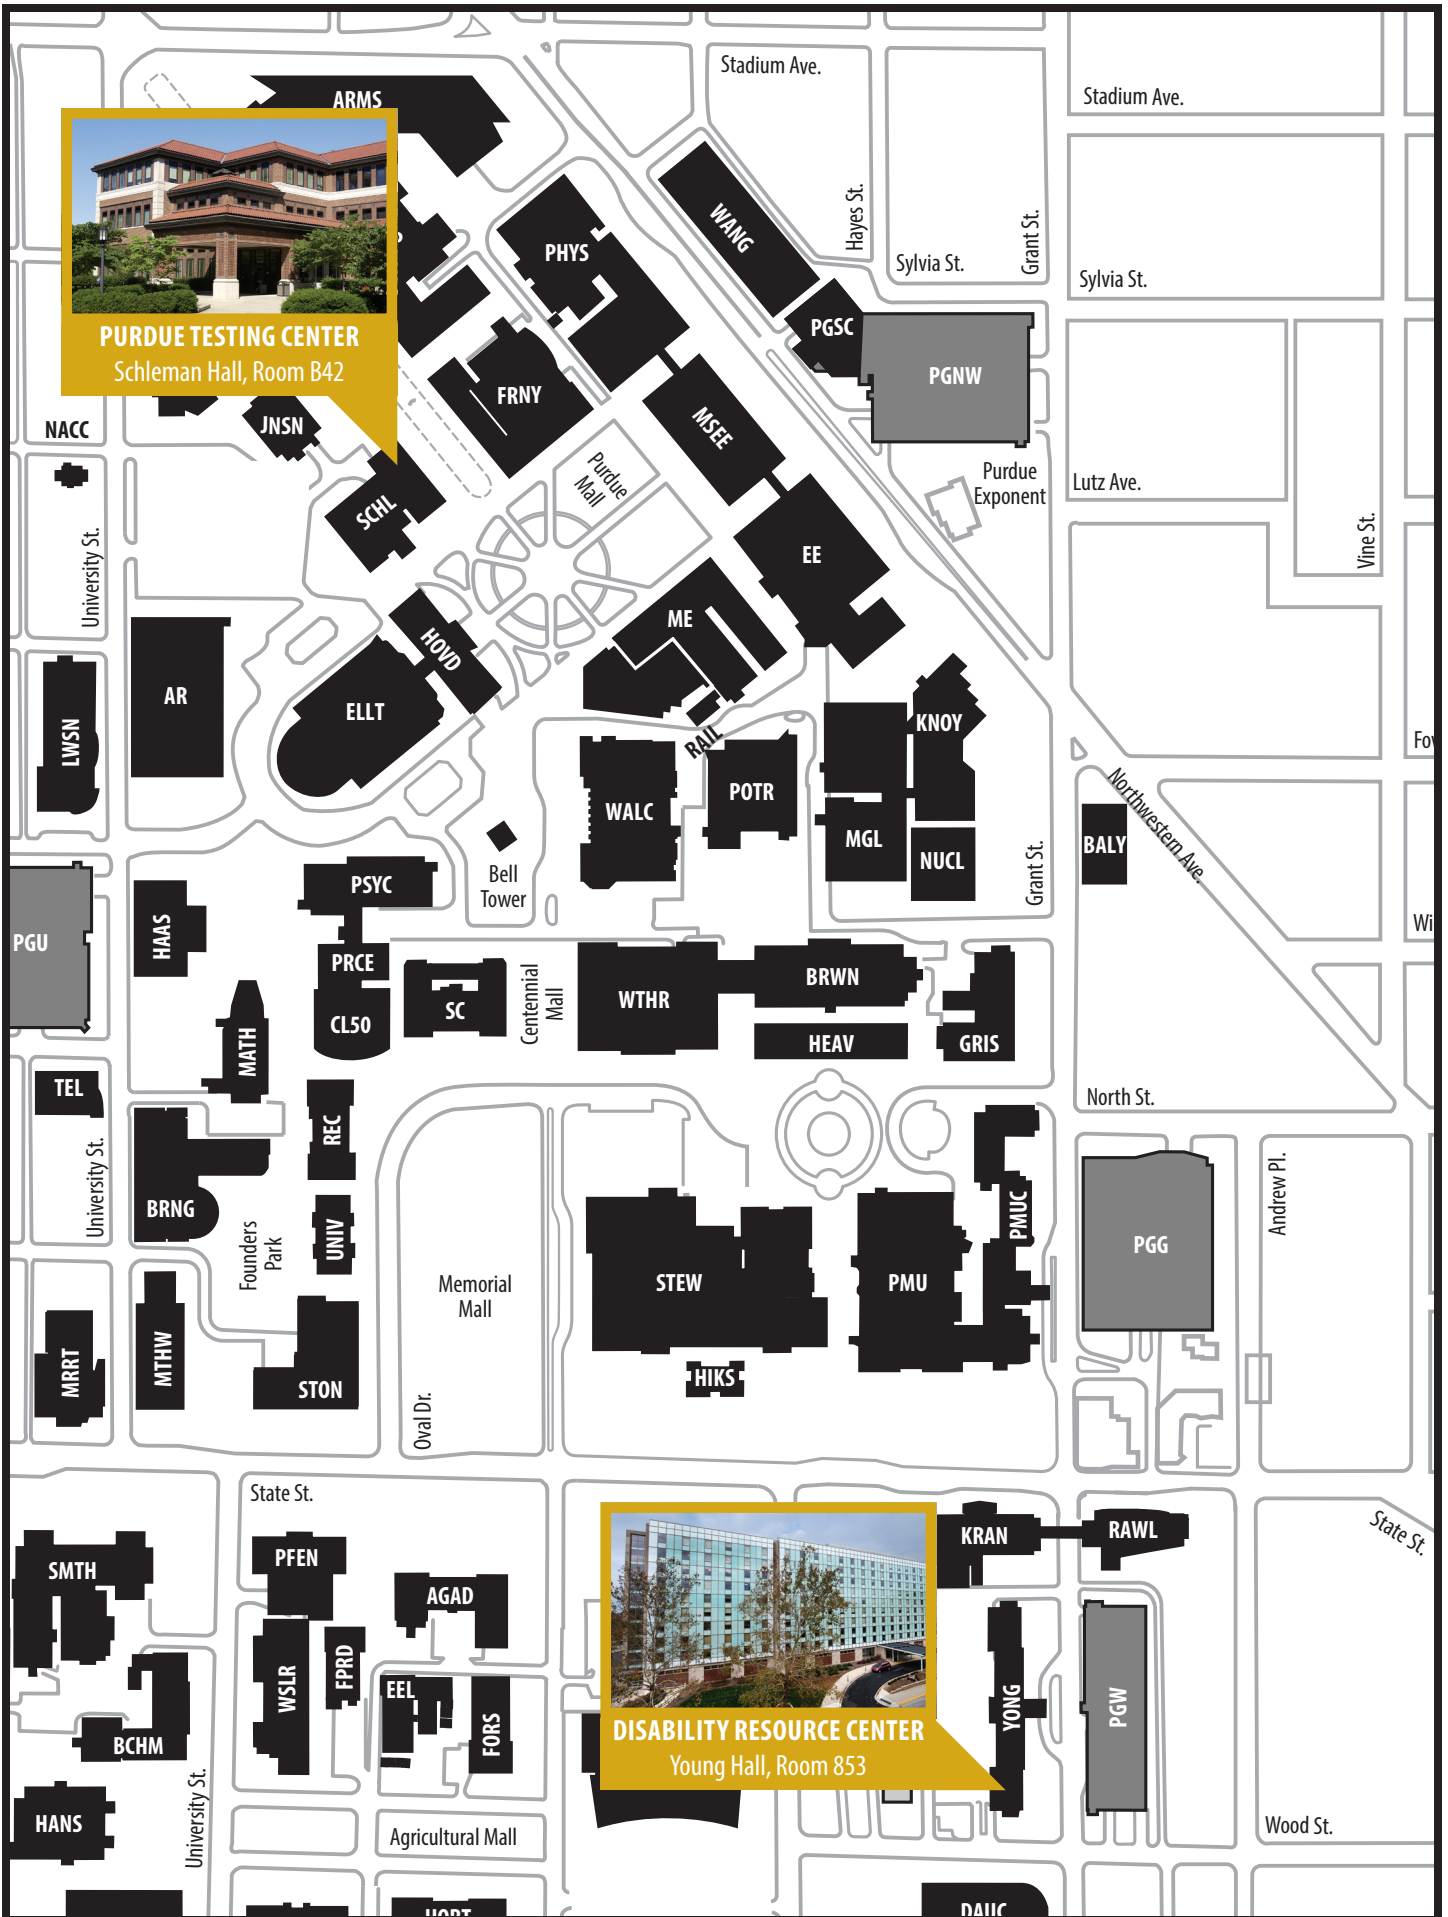 Stadium Ave.
Stadium Ave.
ARMS
Hayes St.
Grant St.
WANG
PHYS
Sylvia St.
Sylvia St.
P
PURDUE TESTING CENTER
Schleman Hall, Room B42
PGSC
PGNW
FRNY
MSEE
NACC
JNSN
Purdue
Mall
Purdue
Exponent
Lutz Ave.
SCHL
Vine St.
University St.
EE
ME
HOVD
AR
ELLT
LWSN
KNOY
RAIL
Fov
WALC
POTR
Northwestern Ave.
MGL
NUCL
BALY
Grant St.
Bell
Tower
PSYC
HAAS
PGU
Wi
PRCE
CL50
SC
Centennial
Mall
WTHR
BRWN
HEAV
GRIS
MATH
TEL
North St.
REC
University St.
BRNG
UNIV
Founders
Park
PMUC
Andrew Pl.
PGG
Memorial
Mall
STEW
PMU
MRRT
MTHW
STON
HIKS
Oval Dr.
State St.
State St.
KRAN
RAWL
SMTH
PFEN
AGAD
WSLR
FPRD
EEL
FORS
YONG
PGW
BCHM
DISABILITY RESOURCE CENTER
Young Hall, Room 853
University St.
HANS
Agricultural Mall
Wood St.
HORT
DAUC